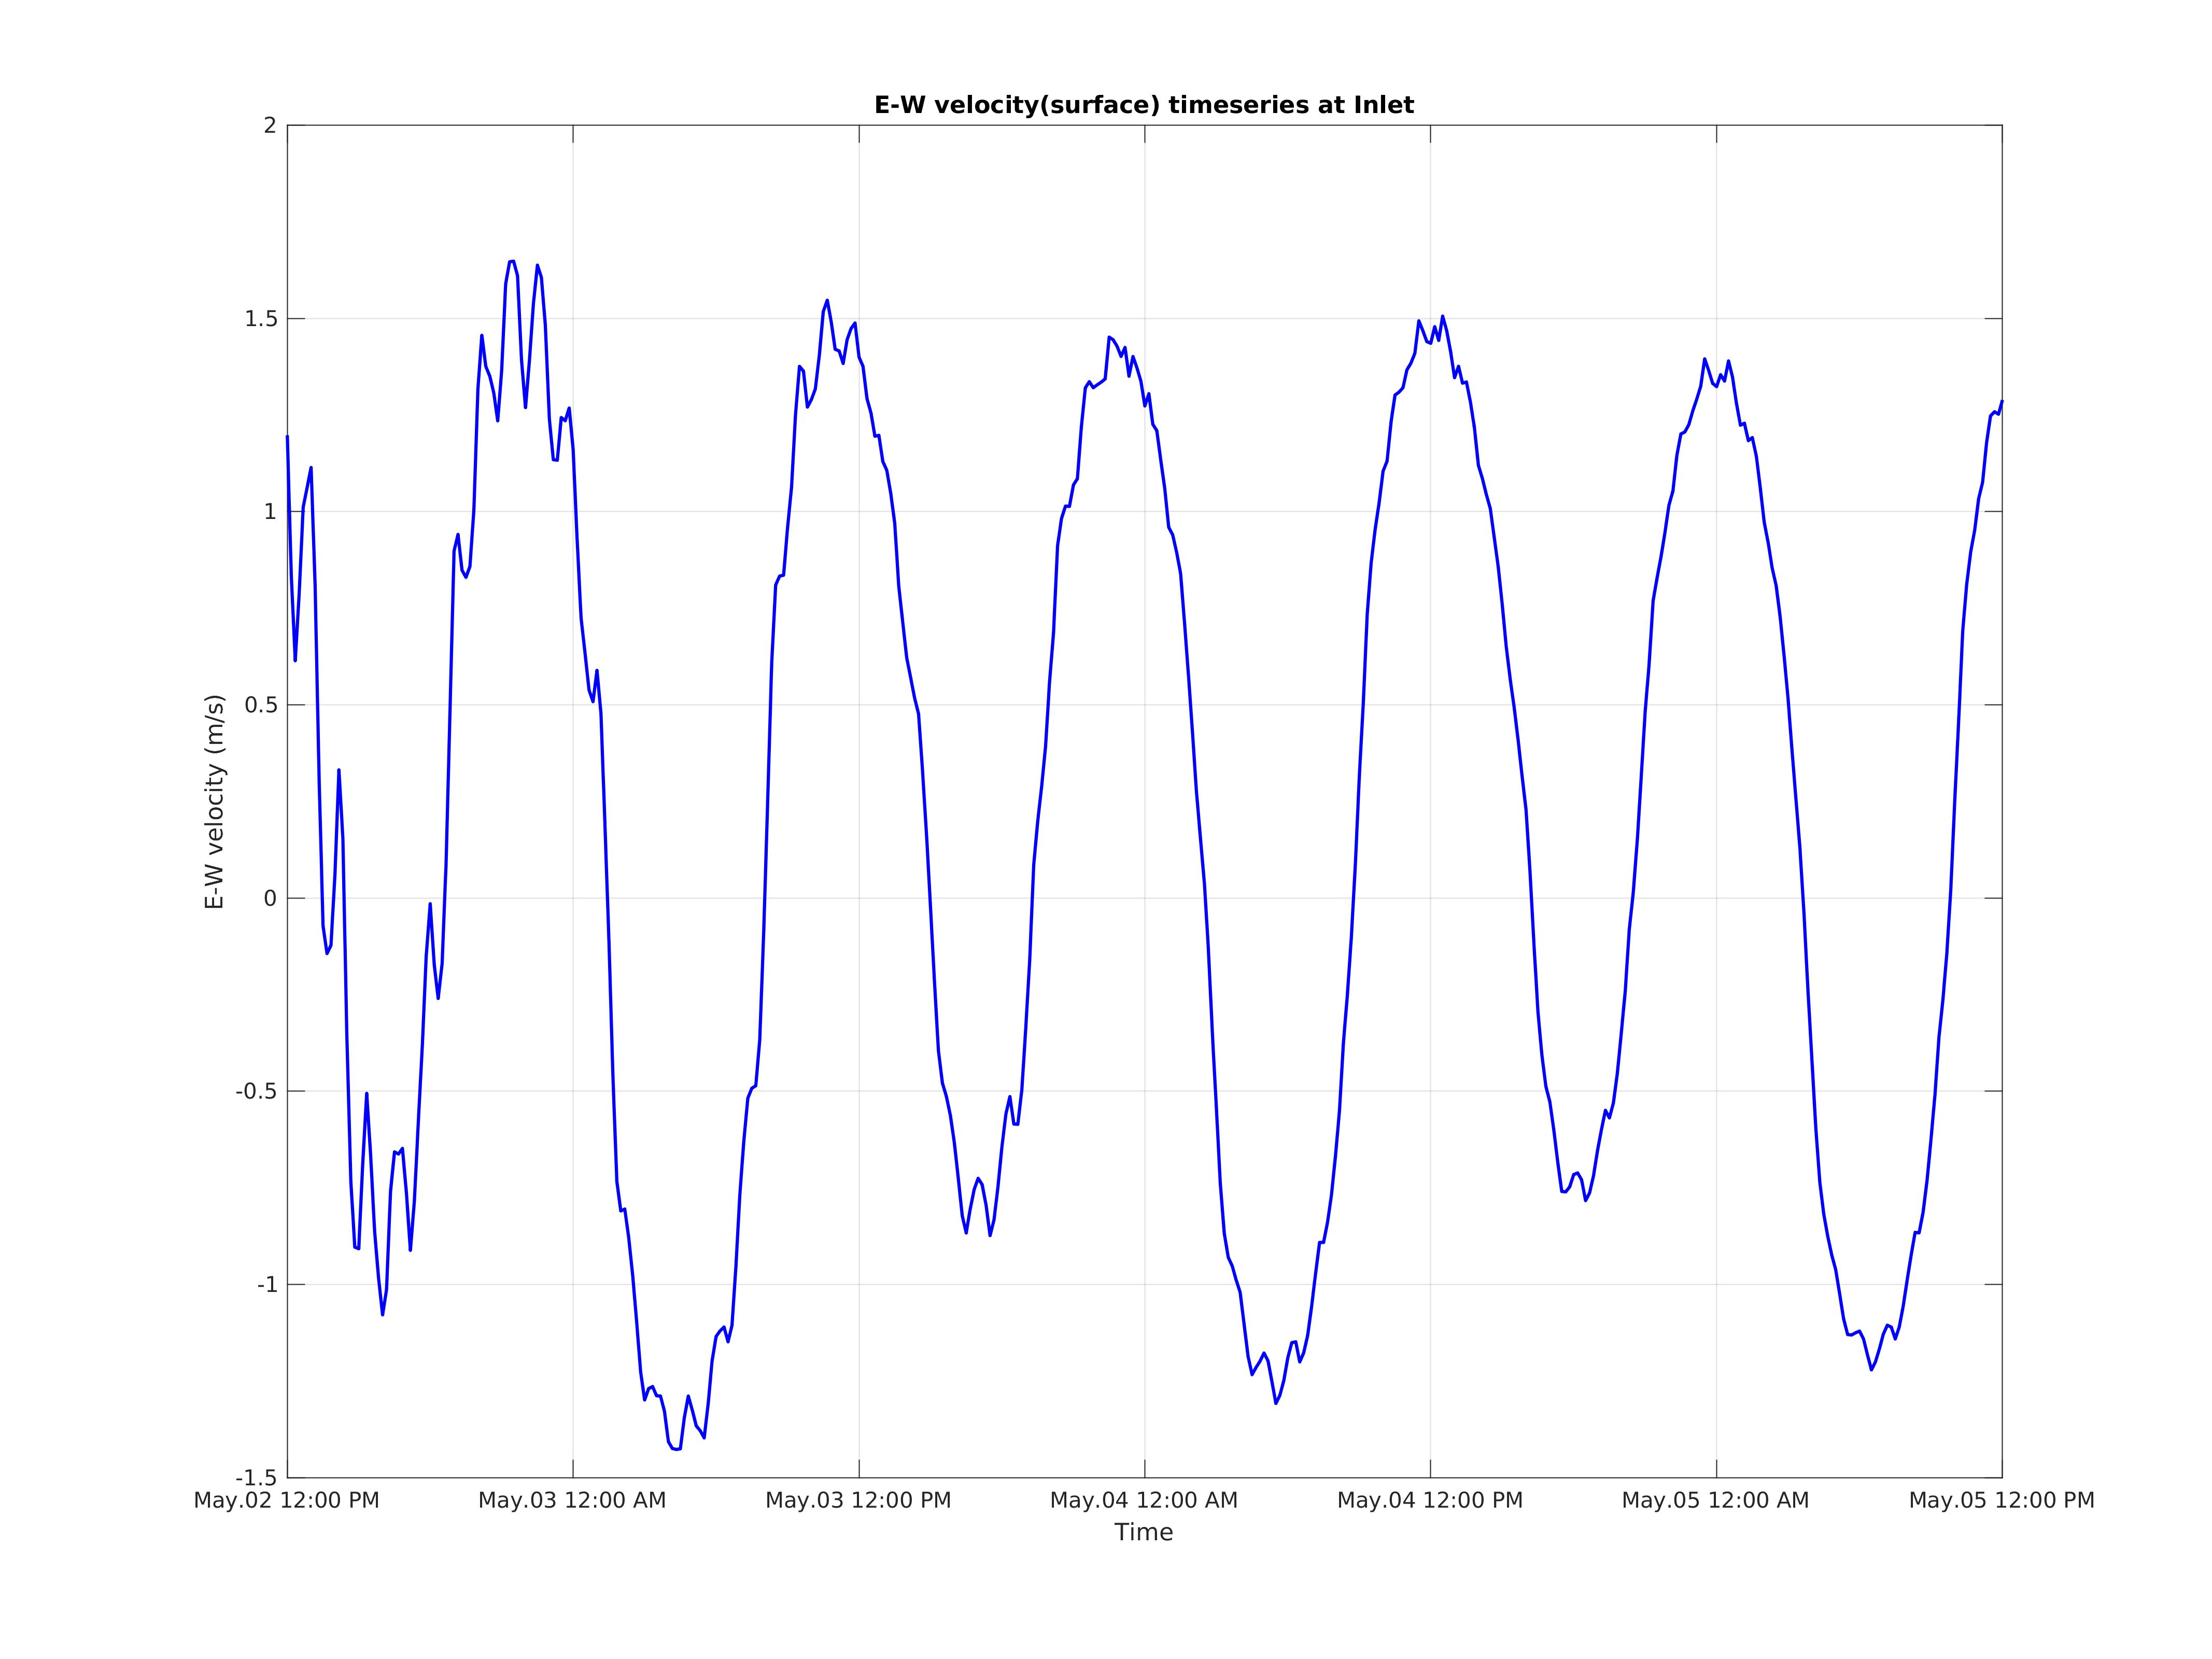 E-W velocity(surface) timeseries at Inlet
2
1.5
1
0.5
0
-0.5
-1
-1.5
E-W velocity (m/s)
May.02 12:00 PM May.03 12:00 AM May.03 12:00 PM May.04 12:00 AM May.04 12:00 PM May.05 12:00 AM May.05 12:00 PM
Time